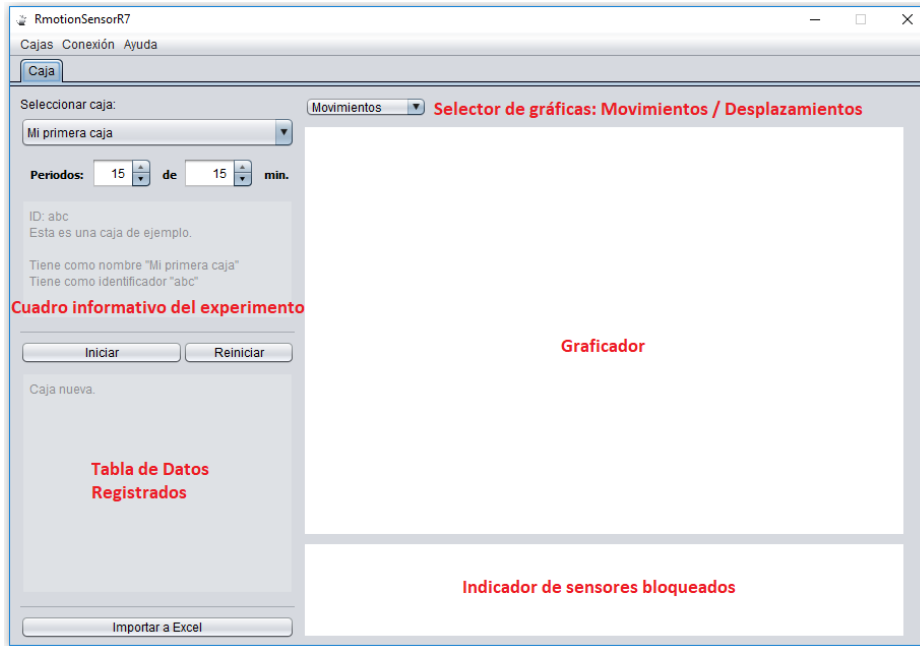 RmotionSensorR7
Cajas Conexión Ayuda
Caja
Seleccionar caja:
Mi primera caja
Periodos: 15 de 15 min.
ID: abc
Esta es una caja de ejemplo.
Tiene como nombre "Mi primera caja"
Tiene como identificador "abc"
Cuadro informativo del experimento
Iniciar Reiniciar
Caja nueva.
Tabla de Datos
Registrados
Importar a Excel
Movimientos Selector de gráficas: Movimientos / Desplazamientos
Graficador
Indicador de sensores bloqueados